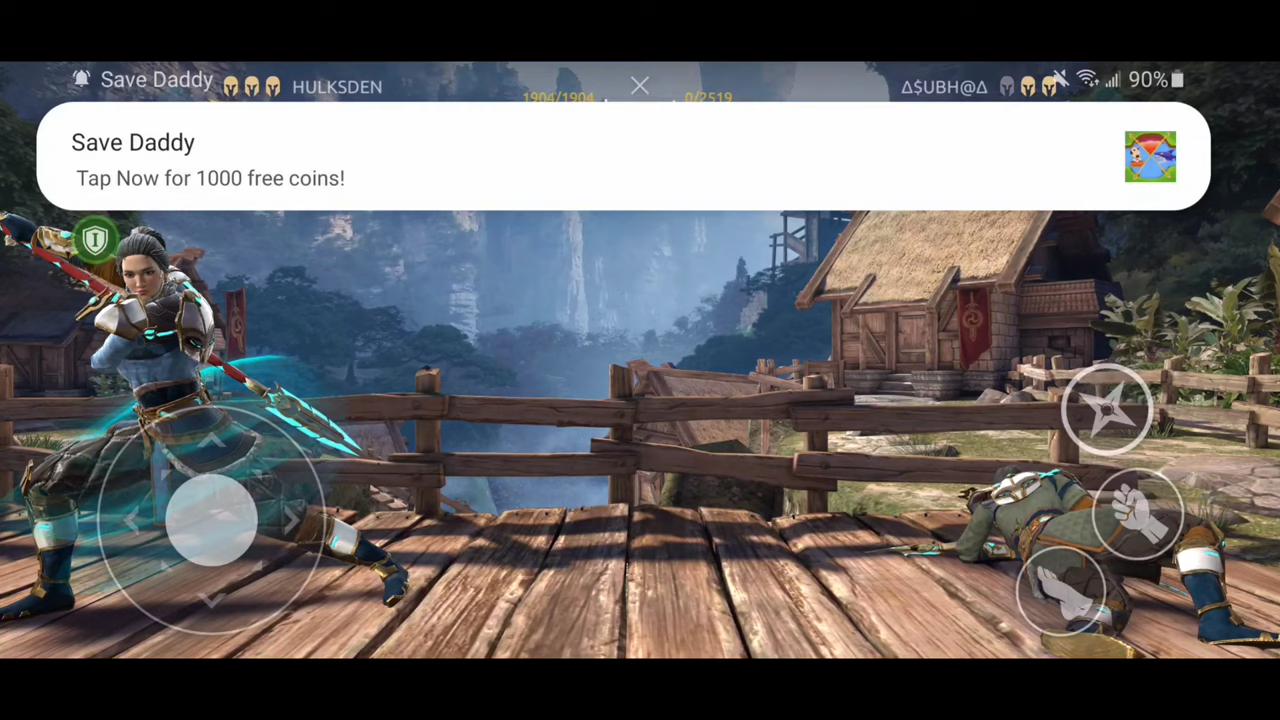 Save Daddy
HULKSDEN
1904/1904
0/2519
Δ$UBH@Δ
90%
Save Daddy
Tap Now for 1000 free coins!
I